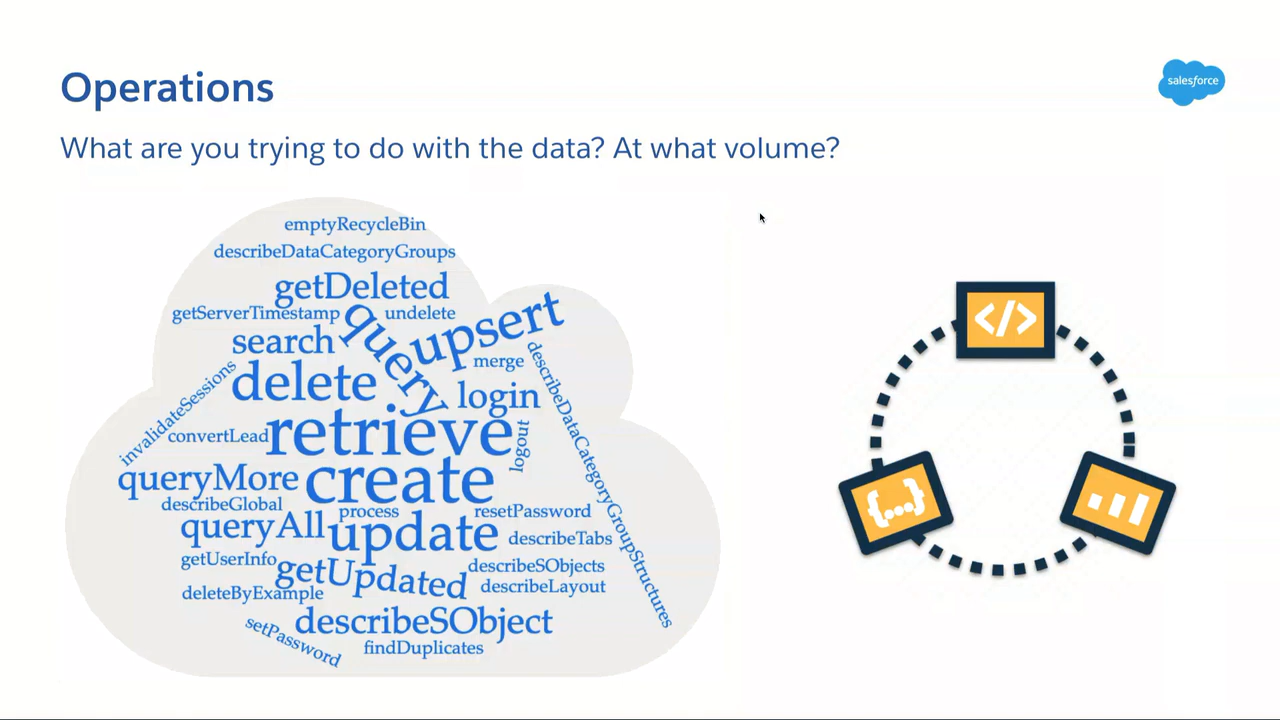 Operations
salesforce
What are you trying to do with the data? At what volume?
emptyRecycleBin
describeDataCategoryGroups
getDeleted
getServerTimestamp
undelete
query
upsert
search
merge
describeDataCategoryGroupStructures
invalidateSessions
delete
login
convertLead
retrieve
logout
queryMore
create
describeGlobal
process
resetPassword
queryAll
update
describeTabs
getUserInfo
getUpdated
describeSObjects
deleteByExample
describeLayout
setPassword
describeSObject
findDuplicates
</>
{...}